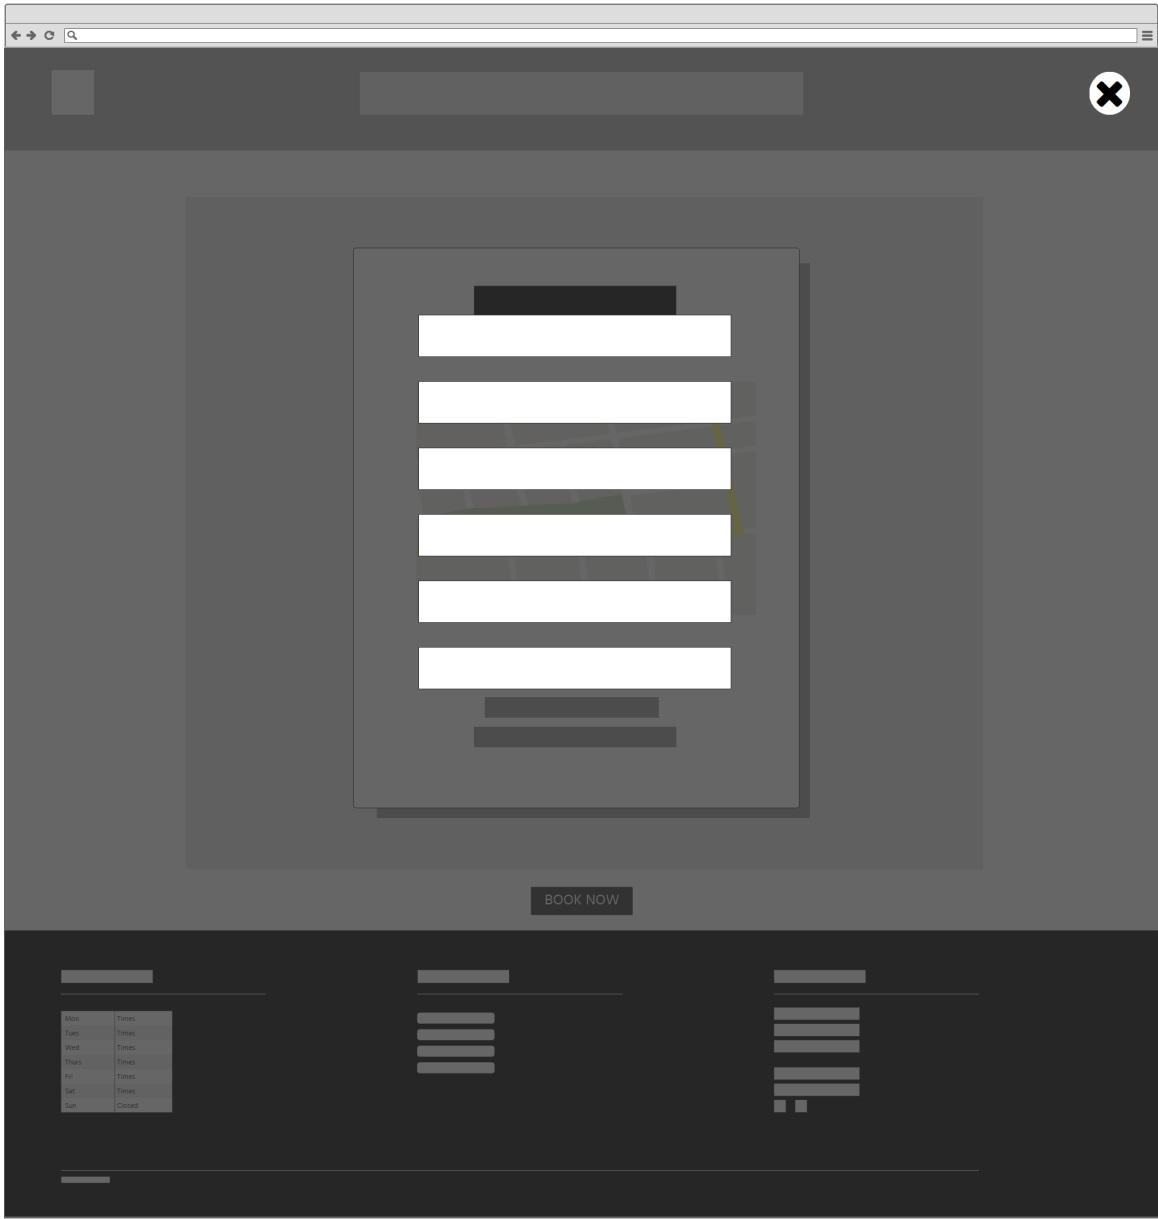 BOOK NOW
Mon Times
Tues Times
Wed Times
Thurs Times
Fri Times
Sat Times
Sun Closed